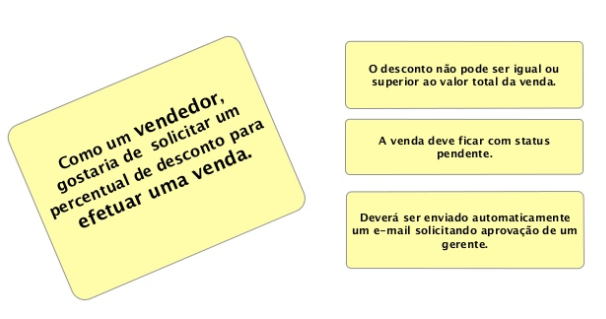 Como um vendedor,
gostaria de solicitar um
percentual de desconto para
efetuar uma venda.
O desconto não pode ser igual ou
superior ao valor total da venda.
A venda deve ficar com status
pendente.
Deverá ser enviado automaticamente
um e-mail solicitando aprovação de um
gerente.